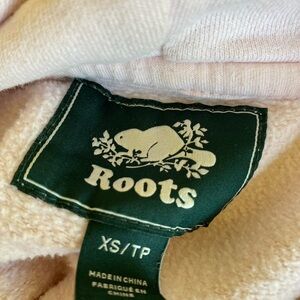 Roots
XS/TP
MADE IN CHINA
FABRIQUÉ EN
CHINE